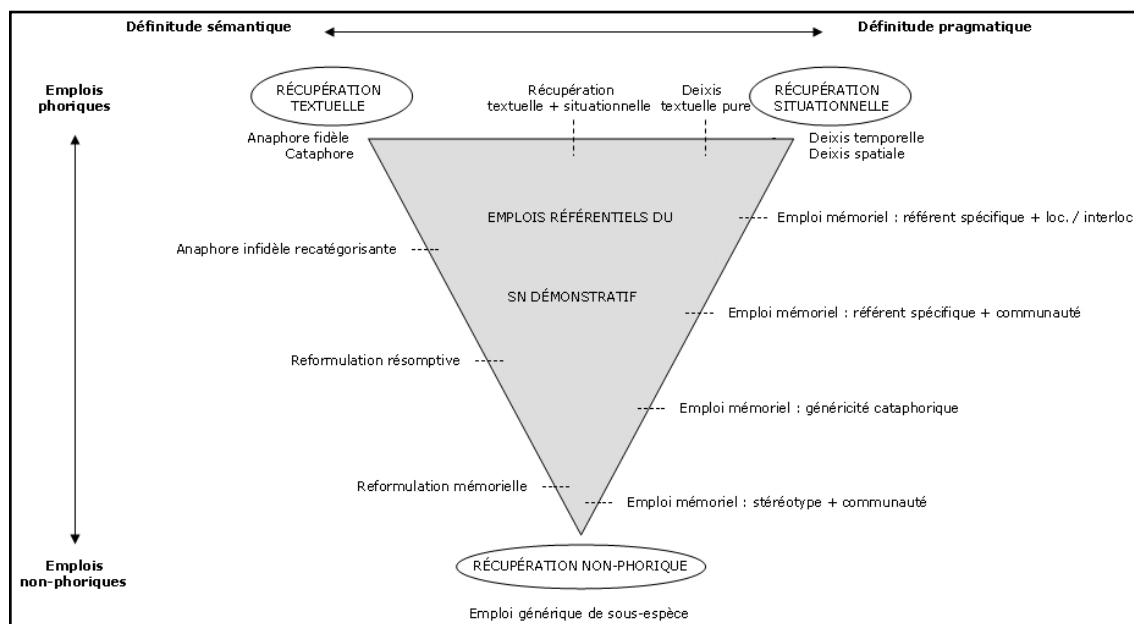 Définitude sémantique
Définitude pragmatique
Emplois
phoriques
RÉCUPÉRATION
TEXTUELLE
Récupération
textuelle + situationnelle
Deixis
textuelle pure
RÉCUPÉRATION
SITUATIONNELLE
Anaphore fidèle
Cataphore
Deixis temporelle
Deixis spatiale
EMPLOIS RÉFÉRENTIELS DU
Emploi mémoriel : référent spécifique + loc. / interloc
Anaphore infidèle recatégorisante
SN DÉMONSTRATIF
Emploi mémoriel : référent spécifique + communauté
Reformulation résomptive
Emploi mémoriel : généricité cataphorique
Reformulation mémorielle
Emploi mémoriel : stéréotype + communauté
Emplois
non-phoriques
RÉCUPÉRATION NON-PHORIQUE
Emploi générique de sous-espèce